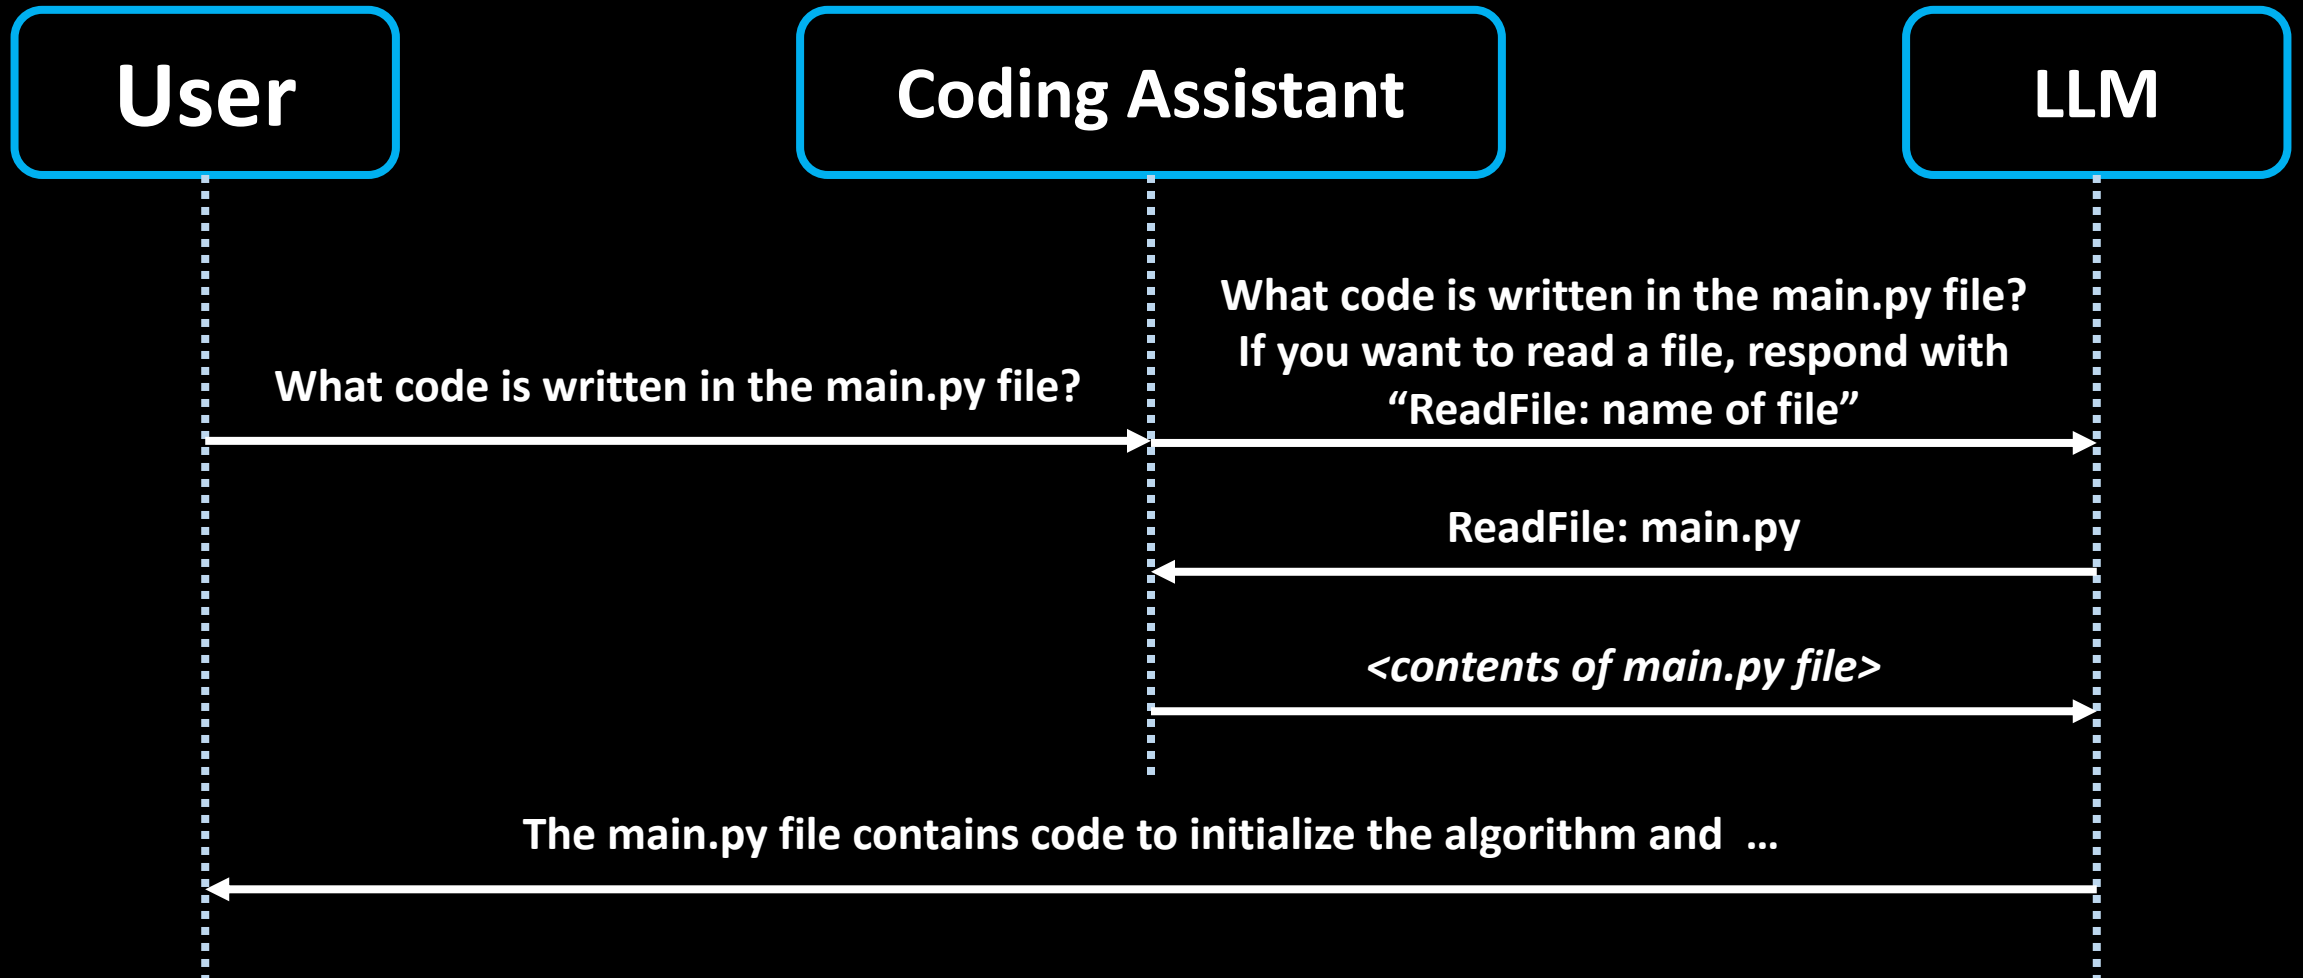 User
Coding Assistant
LLM
What code is written in the main.py file?
What code is written in the main.py file?
If you want to read a file, respond with
“ReadFile: name of file”
ReadFile: main.py
<contents of main.py file>
The main.py file contains code to initialize the algorithm and  ...